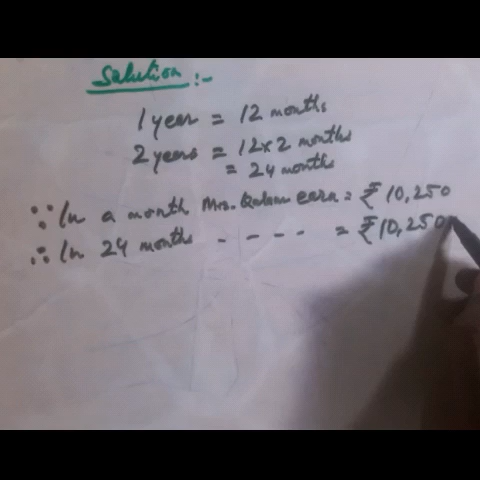 Solution :-
1 year = 12 months
2 years = 12×2 months
= 24 months
∵ In a month Mrs. earn = ₹ 10,250
∴ In 24 months - - - - = ₹ 10,250